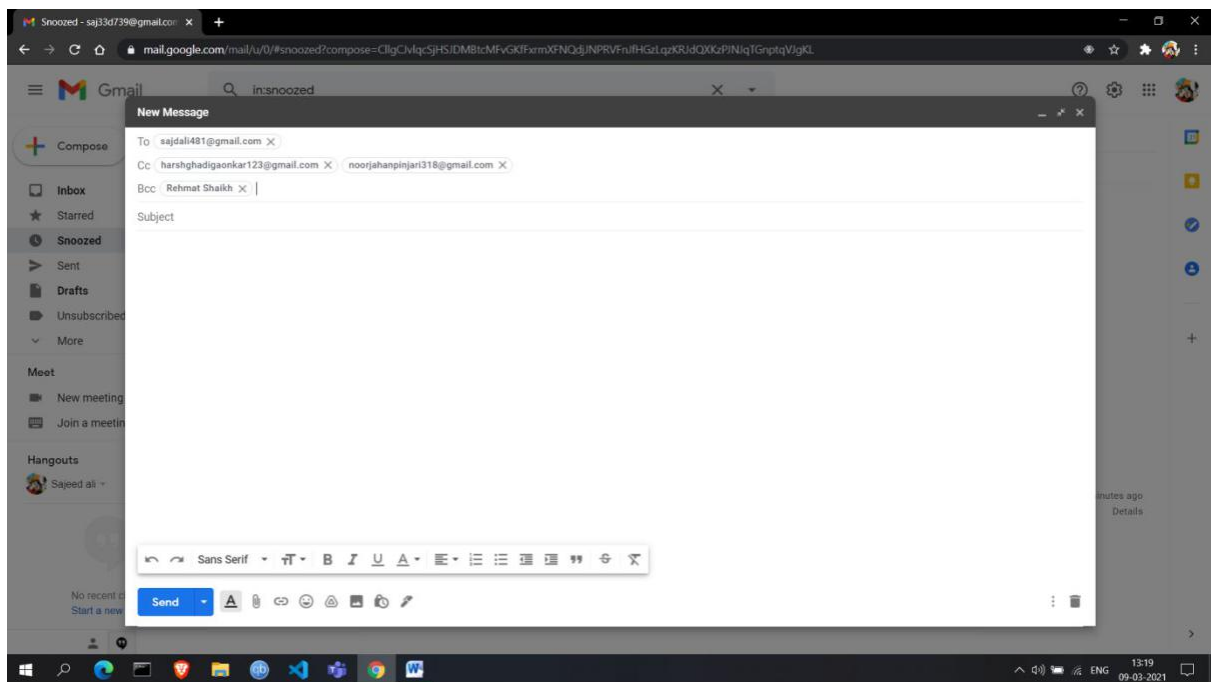 Snoozed - saj33d739@gmail.com
mail.google.com/mail/u/0/#snoozed?compose=
Gmail
in:snoozed
New Message
To sajdali481@gmail.com
Compose
Cc harshghadigaonkar123@gmail.com noorjahanpinjari318@gmail.com
Inbox
Bcc Rehmat Shaikh
Starred
Subject
Snoozed
Sent
Drafts
Unsubscribed
More
Meet
New meeting
Join a meetin
Hangouts
Sajeed ali
inutes ago
Details
Sans Serif
No recent c
Start a new
Send
ENG
13:19
09-03-2021